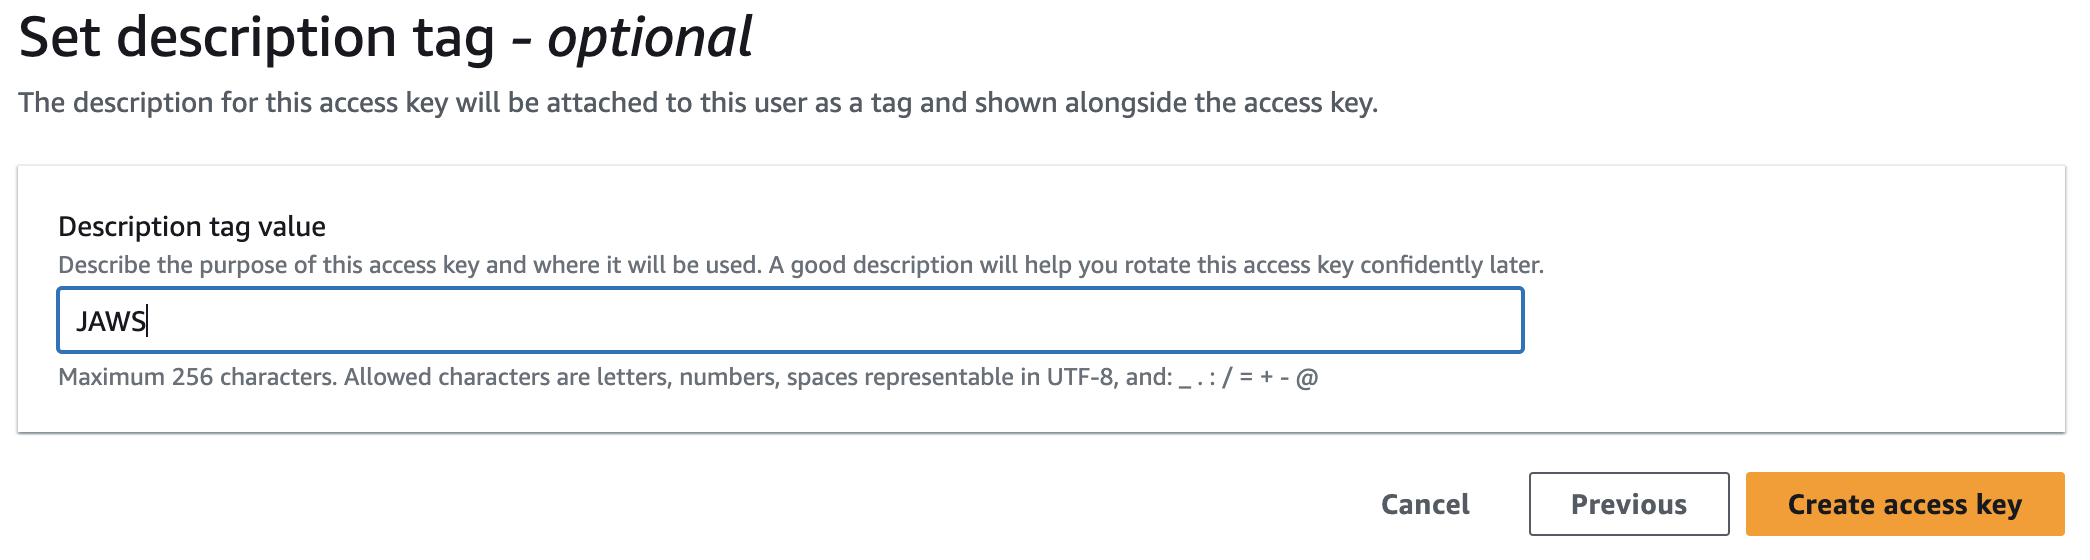 Set description tag - optional
The description for this access key will be attached to this user as a tag and shown alongside the access key.
Description tag value
Describe the purpose of this access key and where it will be used. A good description will help you rotate this access key confidently later.
JAWS
Maximum 256 characters. Allowed characters are letters, numbers, spaces representable in UTF-8, and: _ . : / = + - @
Cancel Previous Create access key